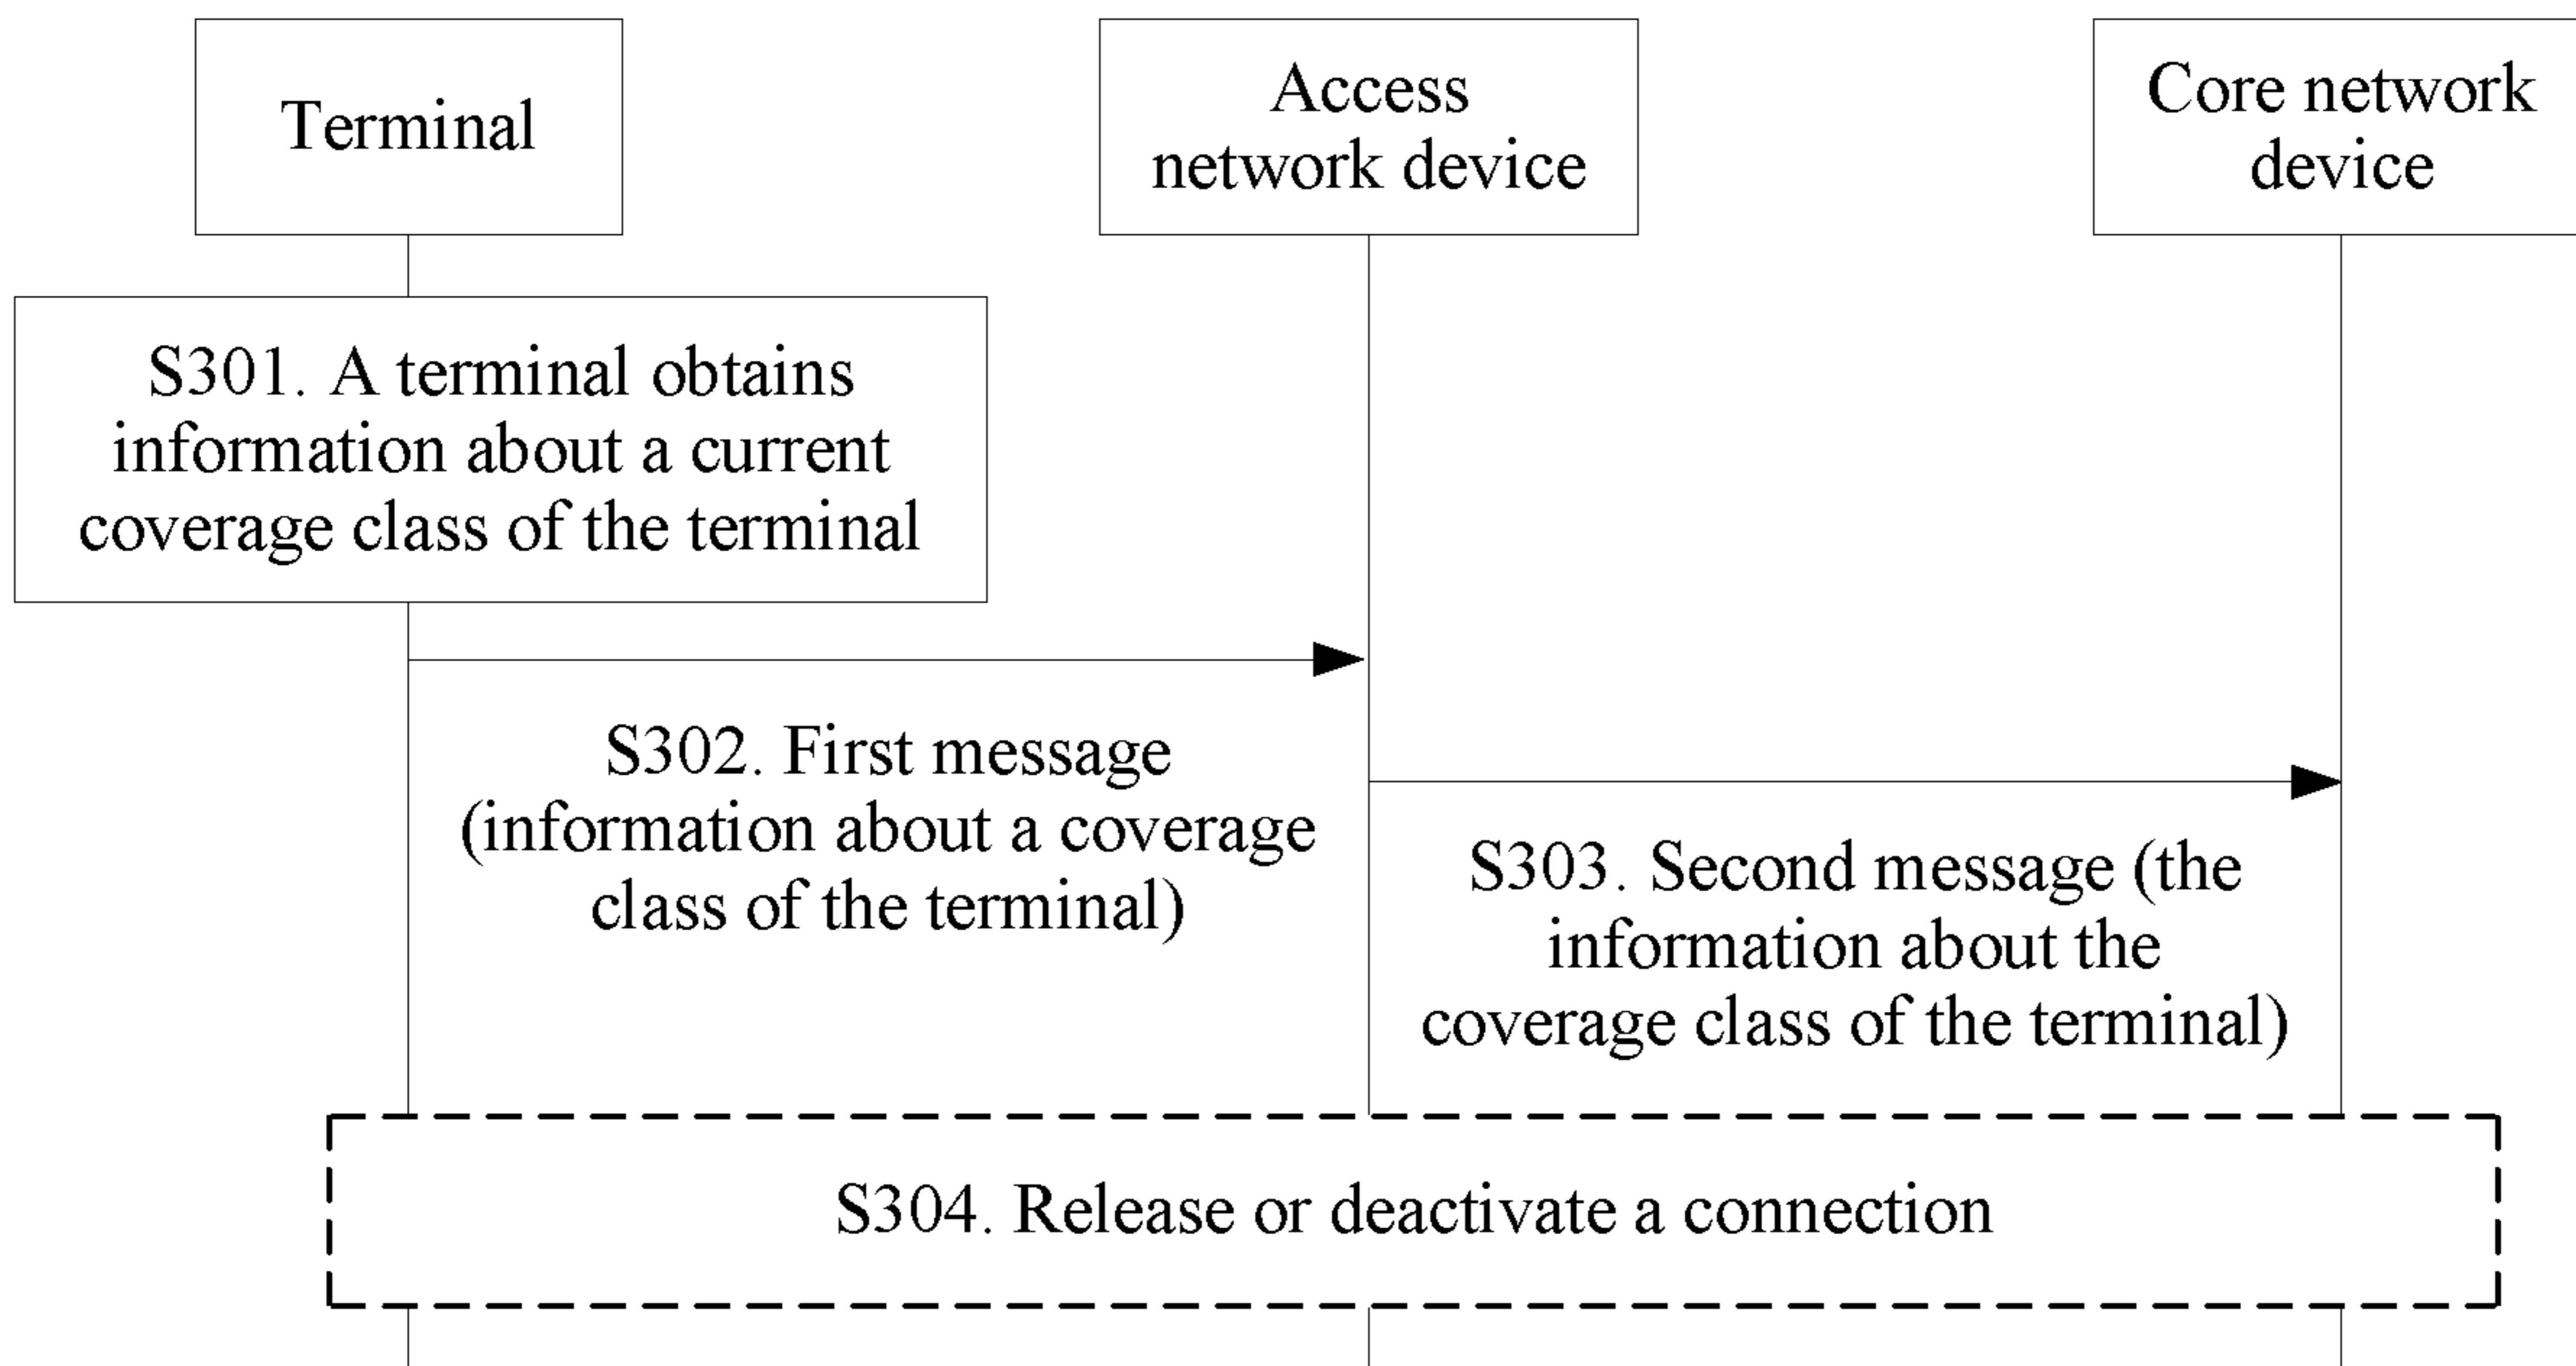 Terminal
Access
network device
Core network
device
S301. A terminal obtains
information about a current
coverage class of the terminal
S302. First message
(information about a coverage
class of the terminal)
S303. Second message (the
information about the
coverage class of the terminal)
S304. Release or deactivate a connection